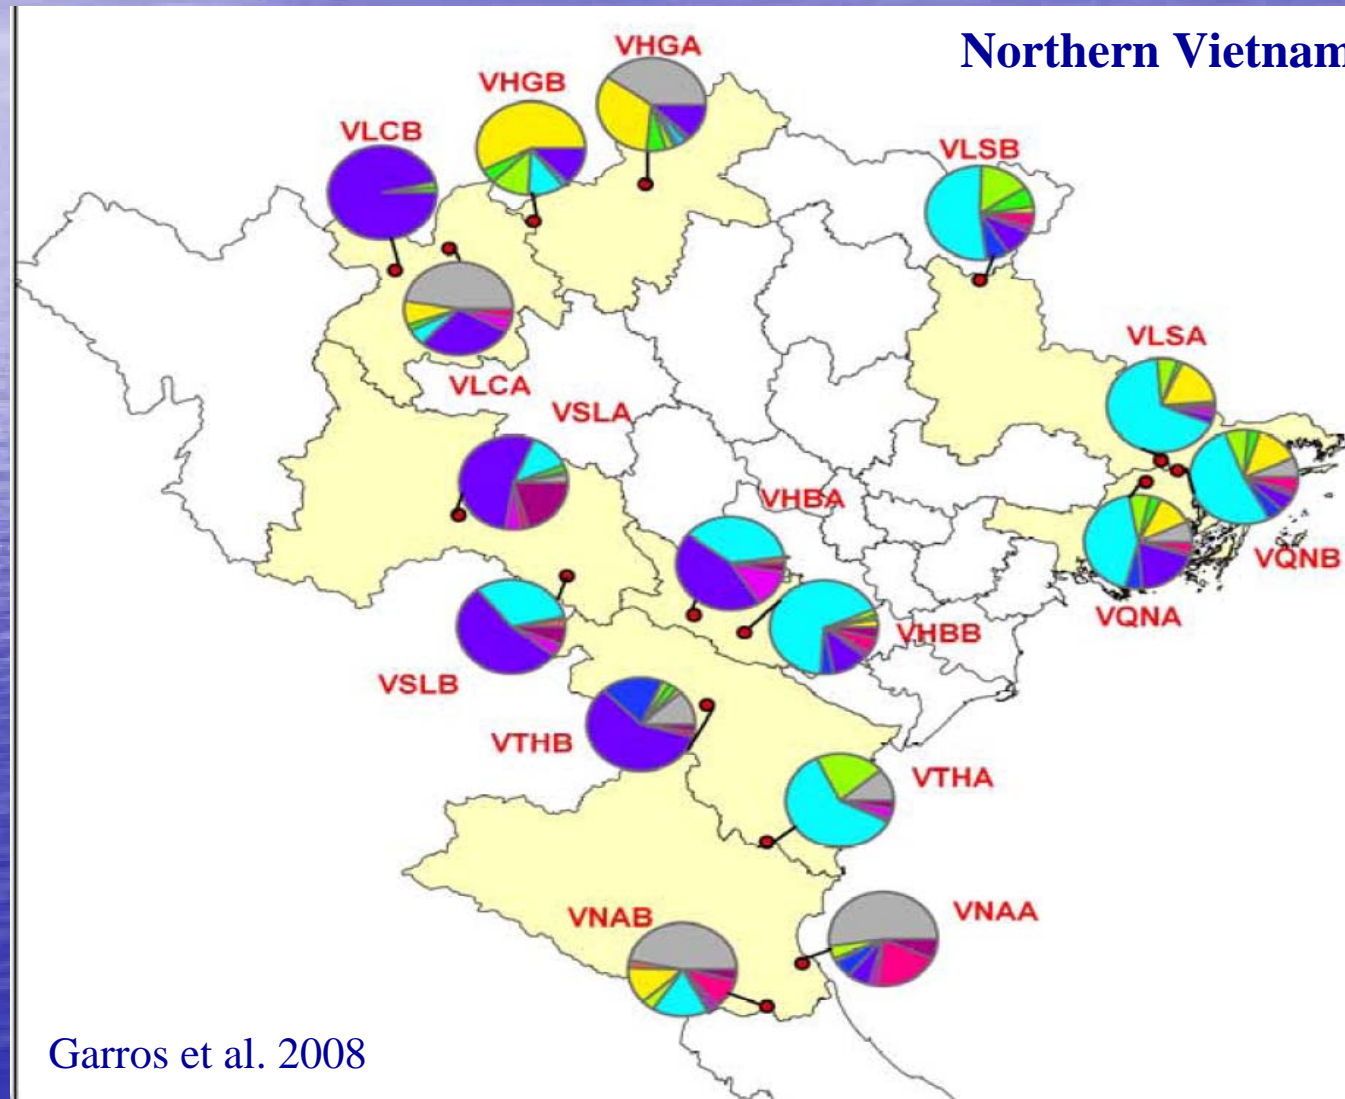 Northern Vietnam
VHGA
VHGB
VLCB
VLSB
VLSA
VLCA
VSLA
VHBA
VQNB
VQNA
VHBB
VSLB
VTHB
VTHA
VNAB
VNAA
Garros et al. 2008